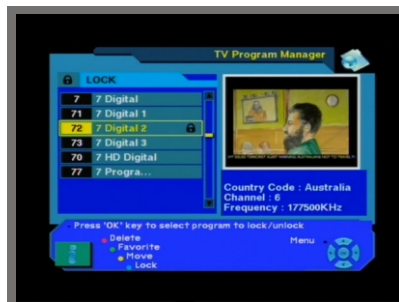 TV Program Manager
LOCK
7 7 Digital
71 7 Digital 1
72 7 Digital 2
73 7 Digital 3
70 7 HD Digital
77 7 Progra...
Country Code : Australia
Channel : 6
Frequency : 177500KHz
Press 'OK' key to select program to lock/unlock
Delete
Favorite
Move
Lock
Menu